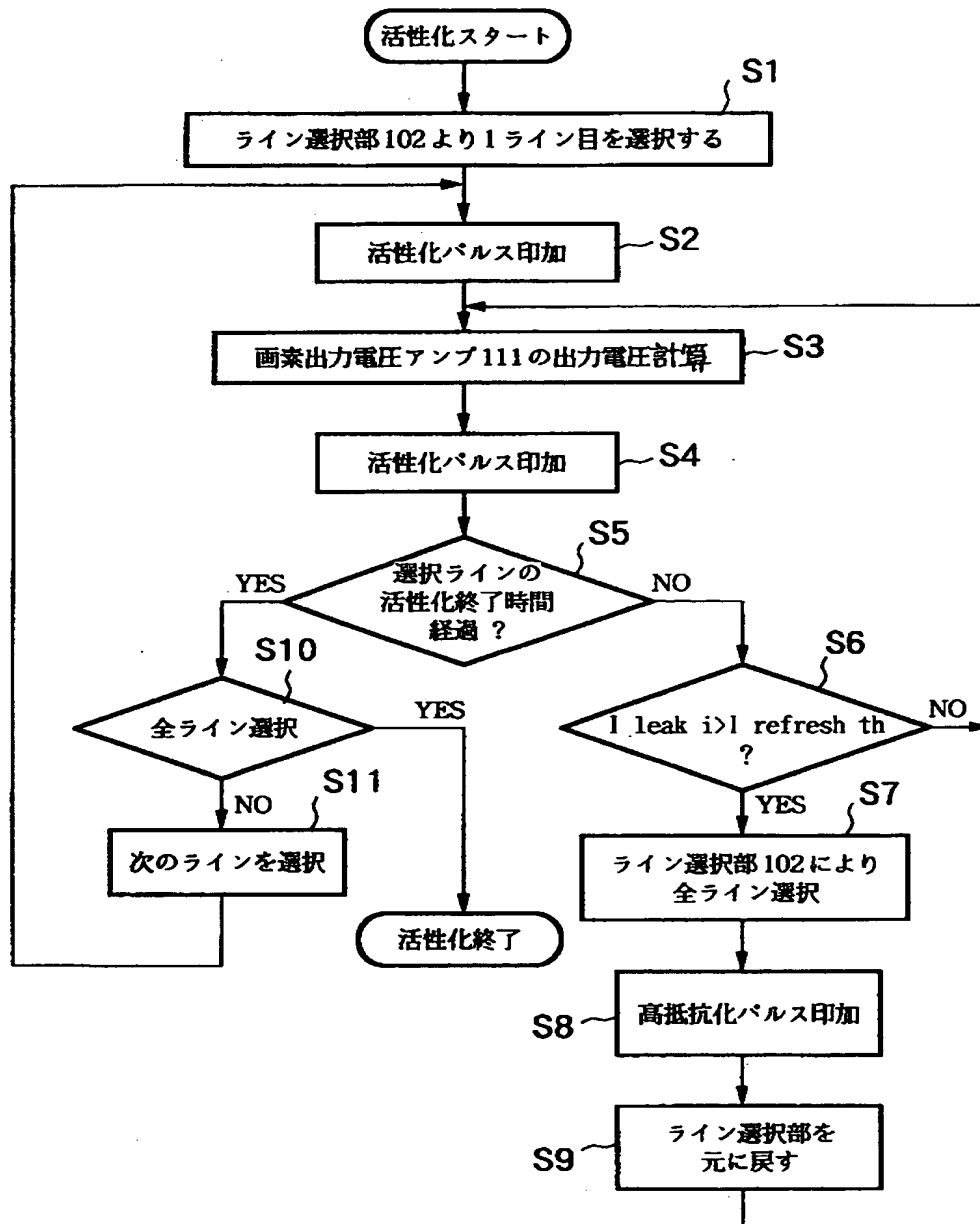 活性化スタート
S1
ライン選択部102より1ライン目を選択する
活性化パルス印加
S2
画素出力電圧アンプ111の出力電圧計算
S3
活性化パルス印加
S4
S5
選択ラインの
活性化終了時間
経過 ?
YES
NO
S10
全ライン選択
YES
NO
S11
次のラインを選択
活性化終了
S6
I leak i>I refresh th
?
NO
YES
S7
ライン選択部102により
全ライン選択
S8
高抵抗化パルス印加
S9
ライン選択部を
元に戻す